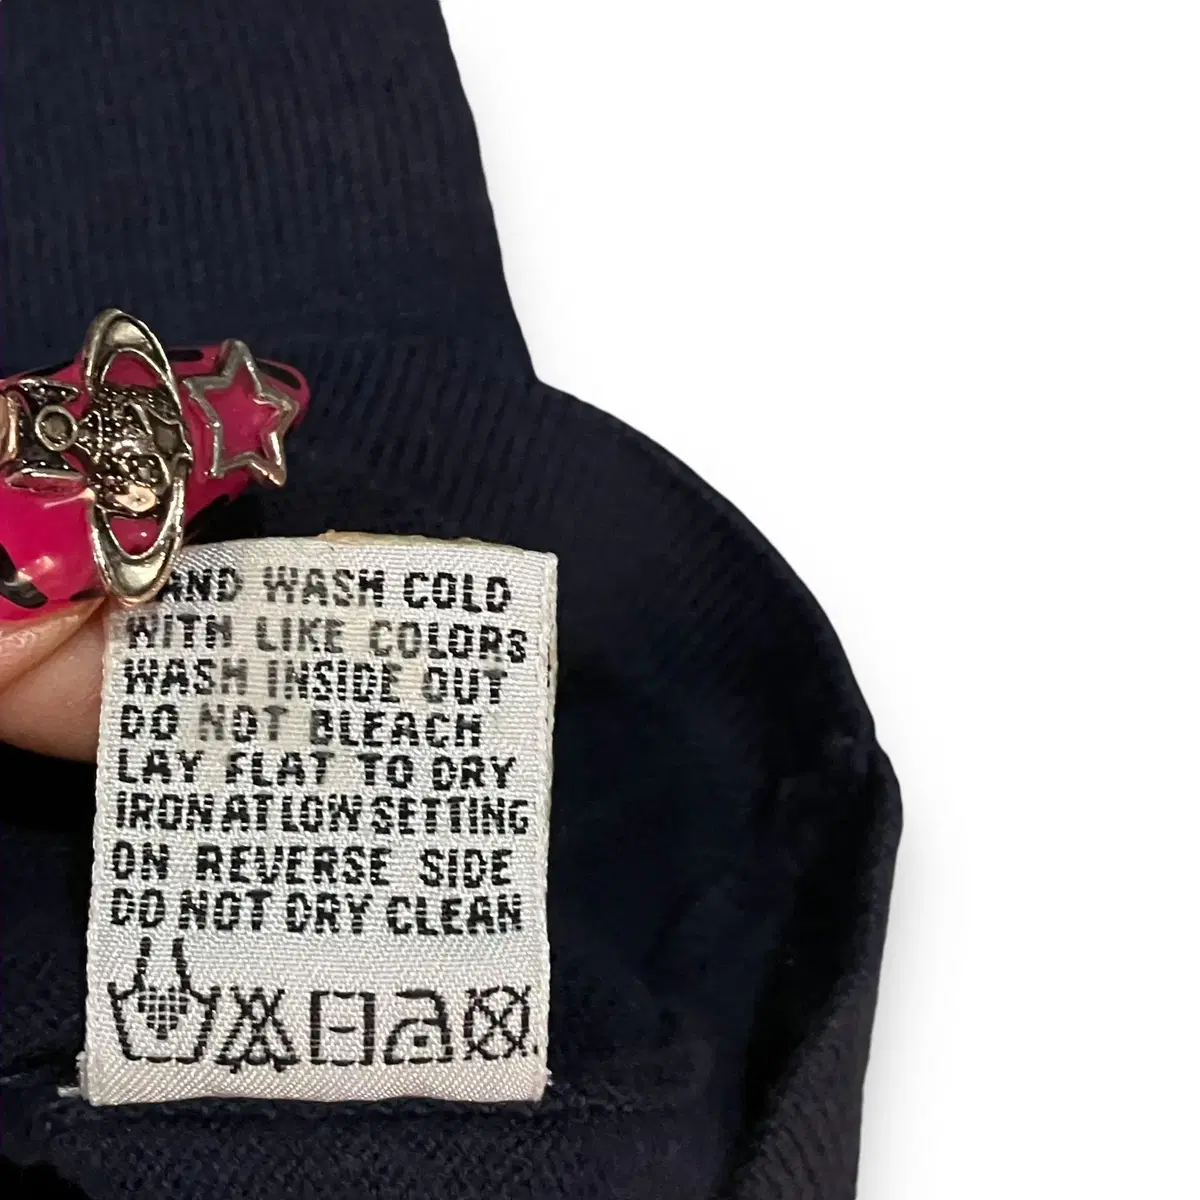 HAND WASH COLD
WITH LIKE COLORS
WASH INSIDE OUT
DO NOT BLEACH
LAY FLAT TO DRY
IRON AT LOW SETTING
ON REVERSE SIDE
DO NOT DRY CLEAN